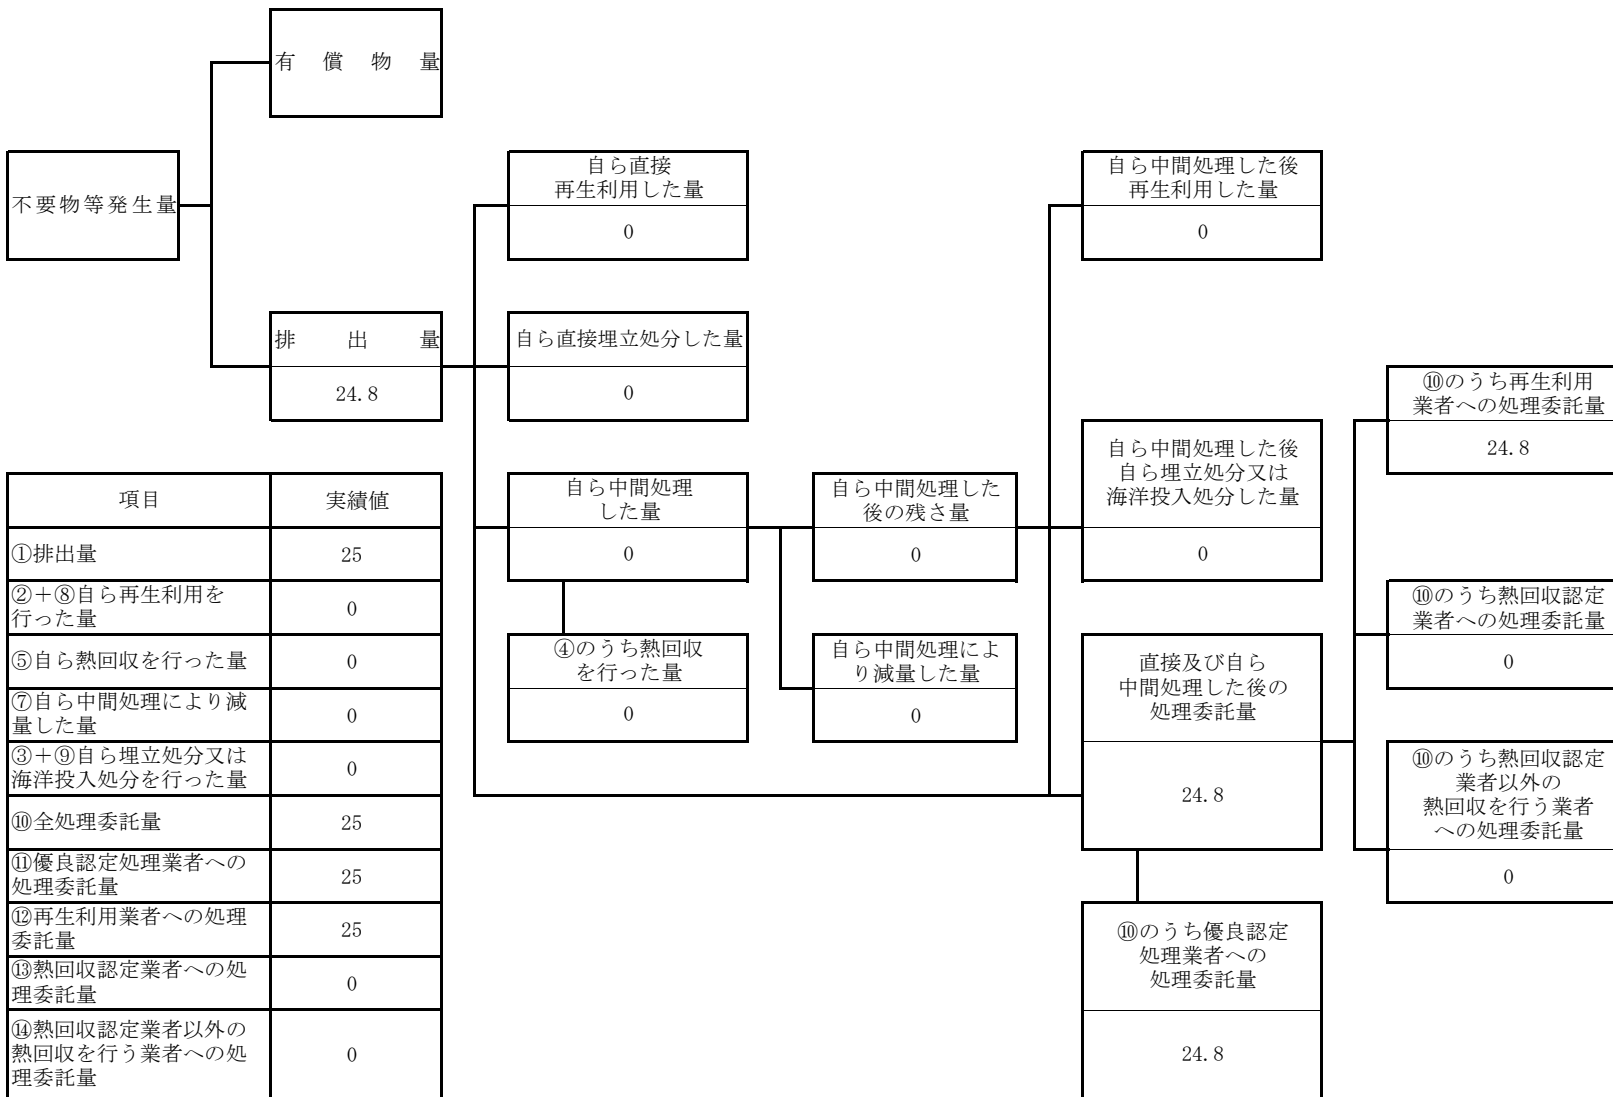 有償物量
不要物等発生量
排出量
24.8
自ら直接
再生利用した量
0
自ら直接埋立処分した量
0
自ら中間処理
した量
0
④のうち熱回収
を行った量
0
自ら中間処理した
後の残さ量
0
自ら中間処理によ
り減量した量
0
自ら中間処理した後
再生利用した量
0
自ら中間処理した後
自ら埋立処分又は
海洋投入処分した量
0
直接及び自ら
中間処理した後の
処理委託量
24.8
⑩のうち優良認定
処理業者への
処理委託量
24.8
⑩のうち再生利用
業者への処理委託量
24.8
⑩のうち熱回収認定
業者への処理委託量
0
⑩のうち熱回収認定
業者以外の
熱回収を行う業者
への処理委託量
0
項目 実績値
①排出量 25
②+⑧自ら再生利用を
行った量 0
⑤自ら熱回収を行った量 0
⑦自ら中間処理により減
量した量 0
③+⑨自ら埋立処分又は
海洋投入処分を行った量 0
⑩全処理委託量 25
⑪優良認定処理業者への
処理委託量 25
⑫再生利用業者への処理
委託量 25
⑬熱回収認定業者への処
理委託量 0
⑭熱回収認定業者以外の
熱回収を行う業者への処
理委託量 0